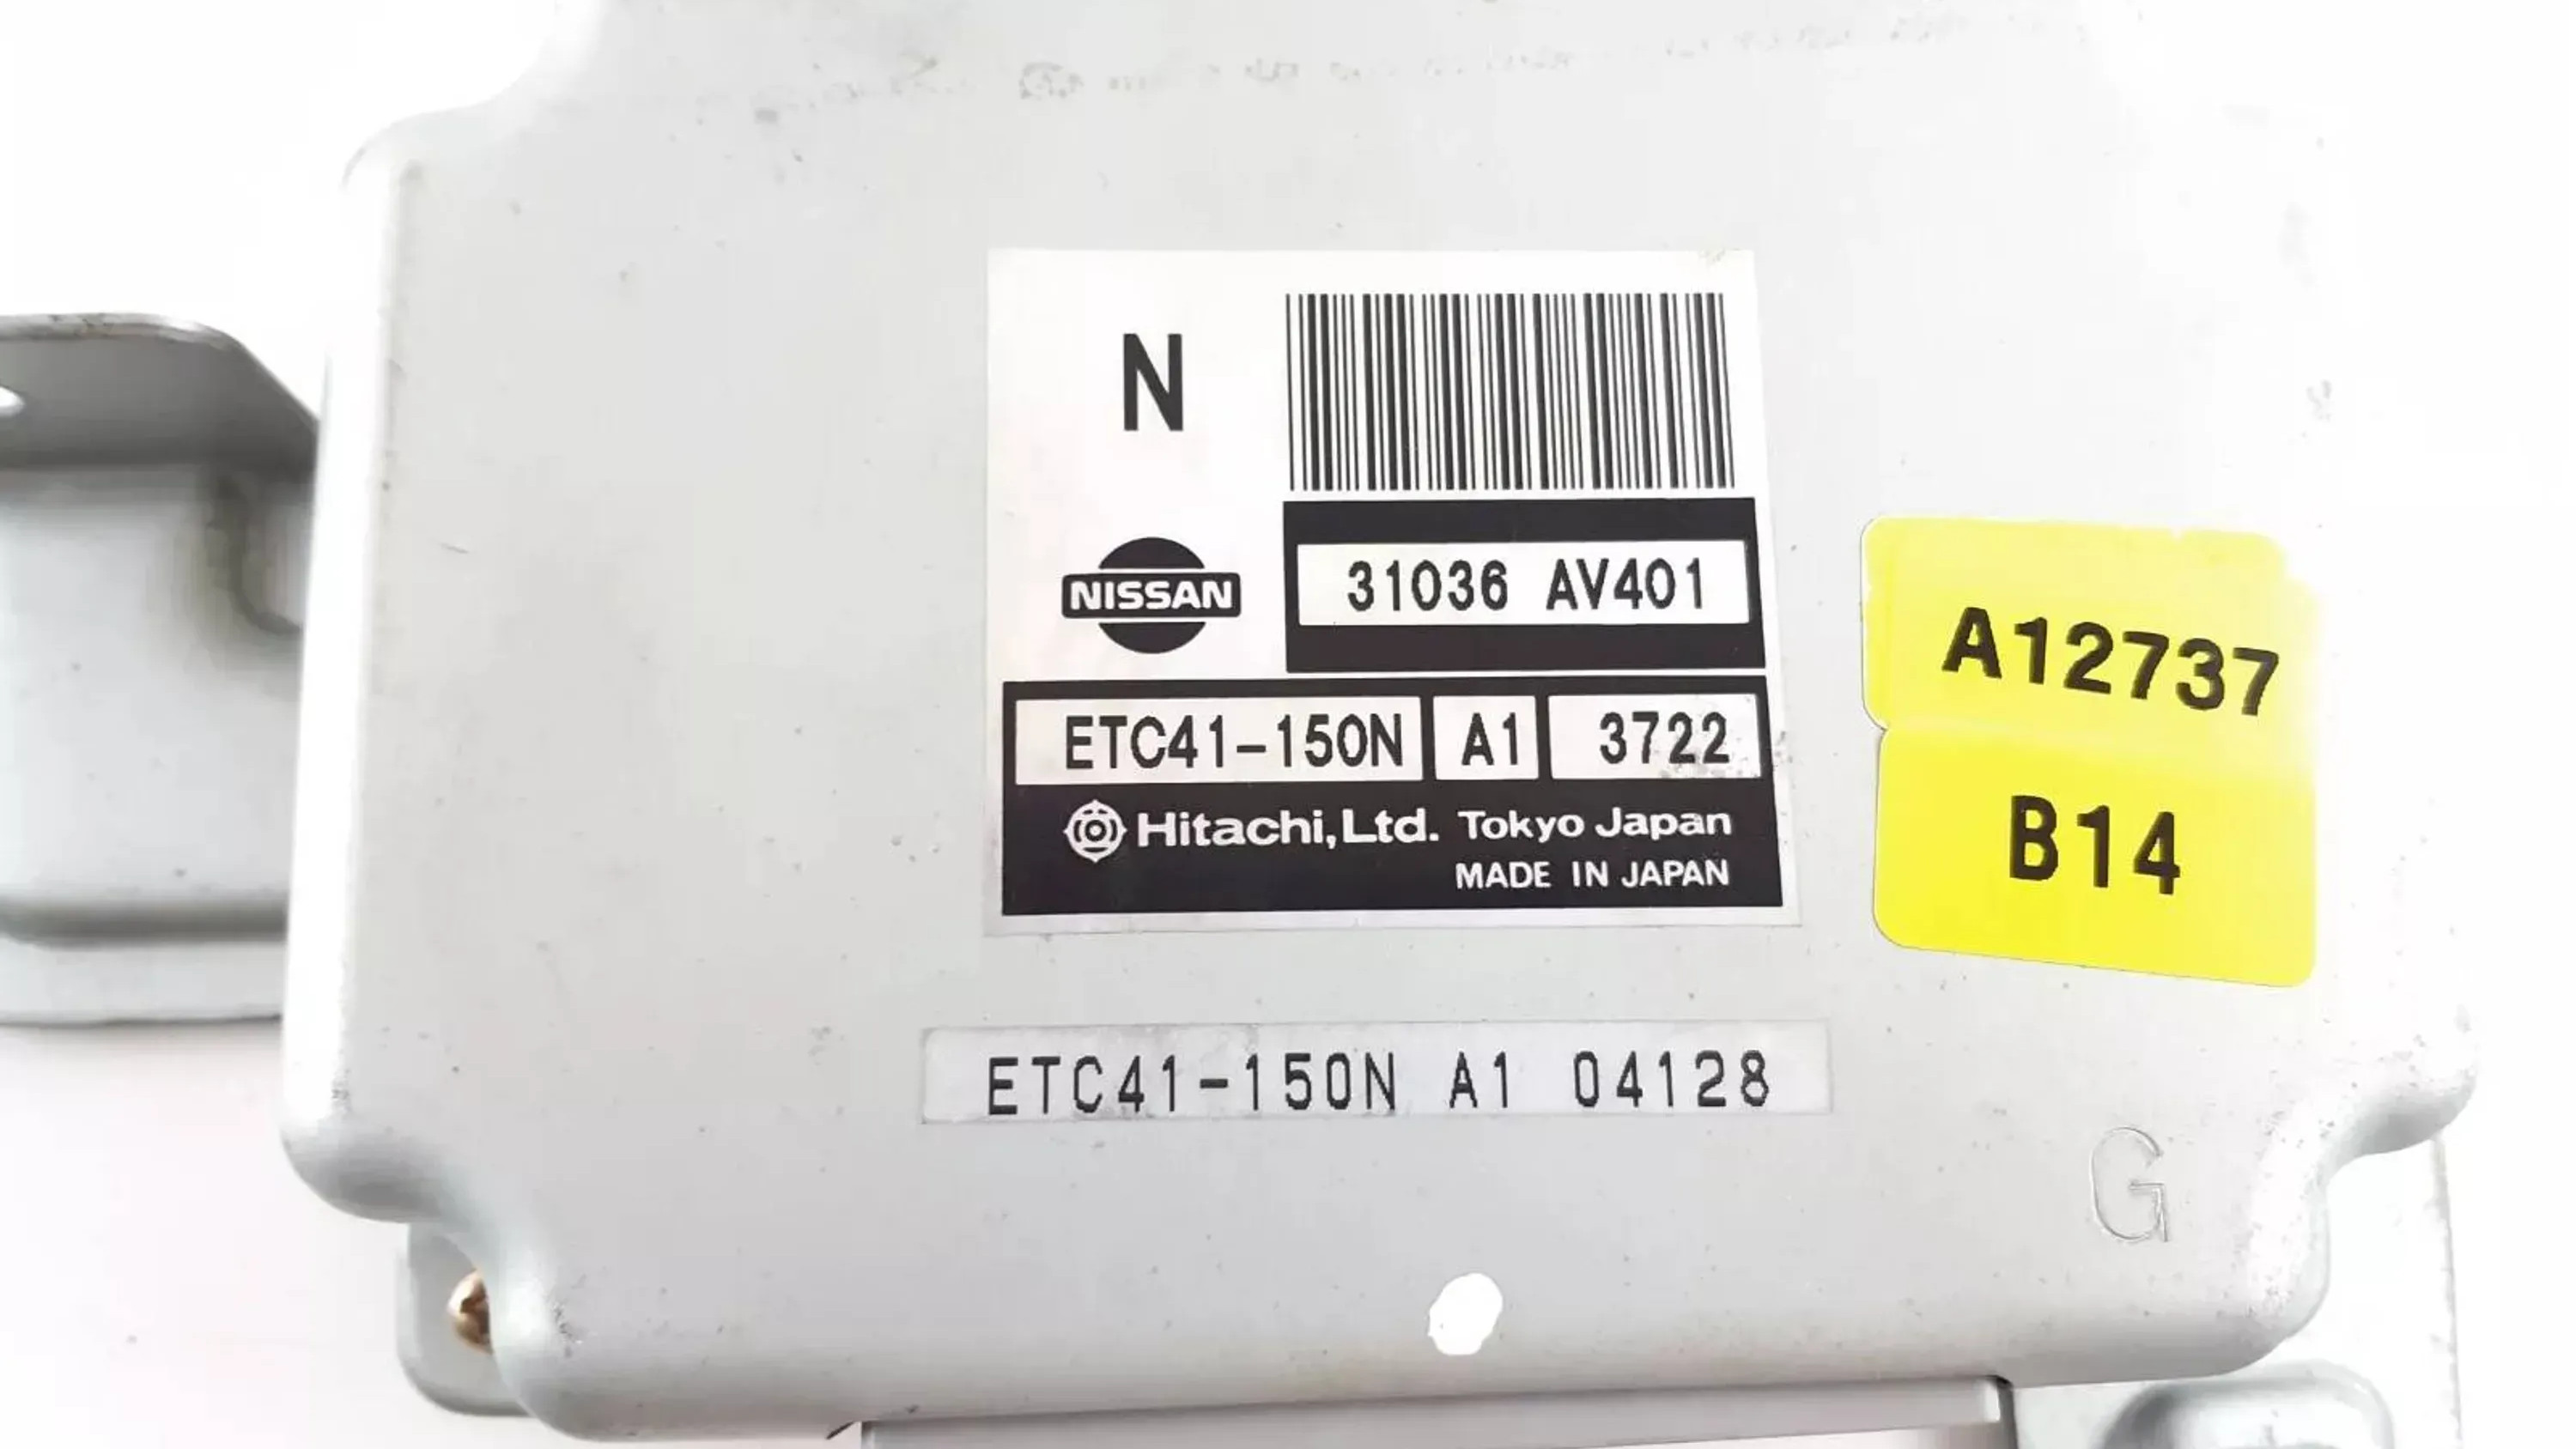 N
NISSAN
31036 AV401
ETC41-150N A1 3722
Hitachi, Ltd. Tokyo Japan
MADE IN JAPAN
A12737
B14
ETC41-150N A1 04128
G